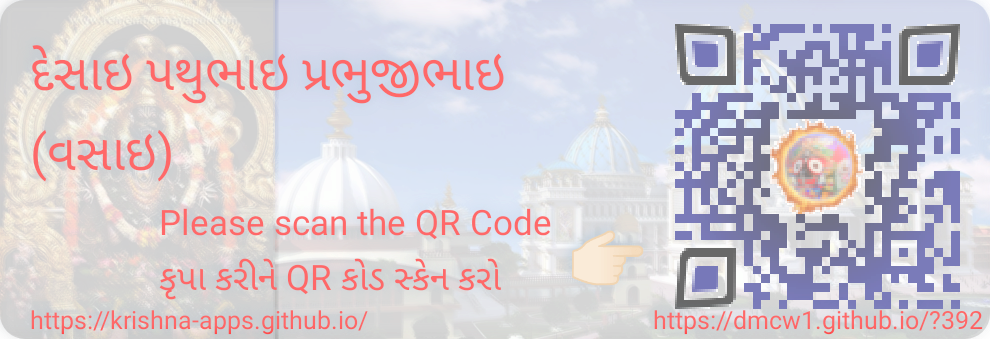 દેસાઇ પથુભાઇ પ્રભુજીભાઇ
(વસાઇ)
Please scan the QR Code
કૃપા કરીને QR કોડ સ્કેન કરો
https://krishna-apps.github.io/
https://dmcw1.github.io/?392